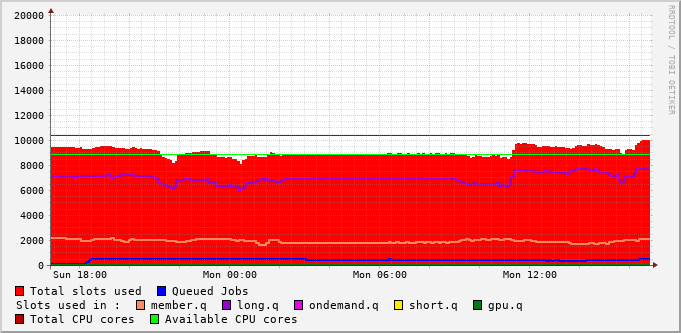 20000
18000
16000
14000
12000
10000
8000
6000
4000
2000
0
Sun 18:00 Mon 00:00 Mon 06:00 Mon 12:00
Total slots used Queued Jobs
Slots used in : member.q long.q ondemand.q short.q gpu.q
Total CPU cores Available CPU cores
RRDTOOL / TOBI OETIKER